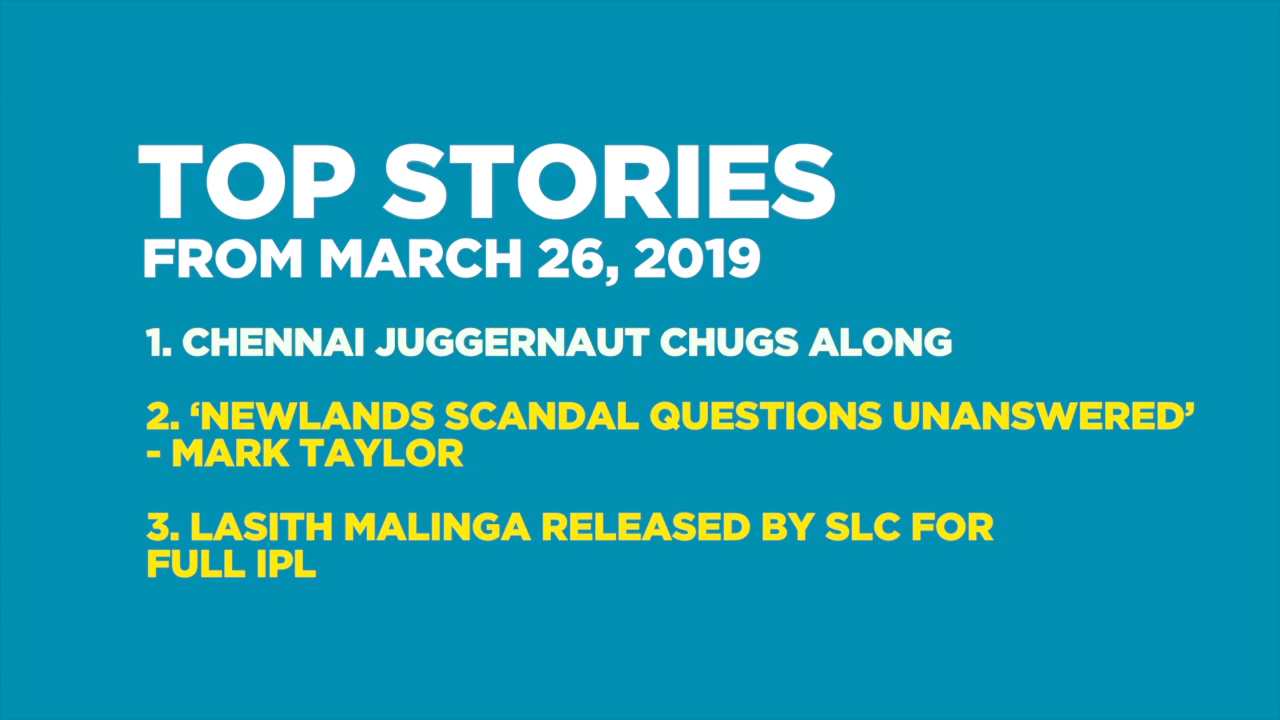 TOP STORIES
FROM MARCH 26, 2019
1. CHENNAI JUGGERNAUT CHUGS ALONG
2. ‘NEWLANDS SCANDAL QUESTIONS UNANSWERED’
- MARK TAYLOR
3. LASITH MALINGA RELEASED BY SLC FOR
FULL IPL